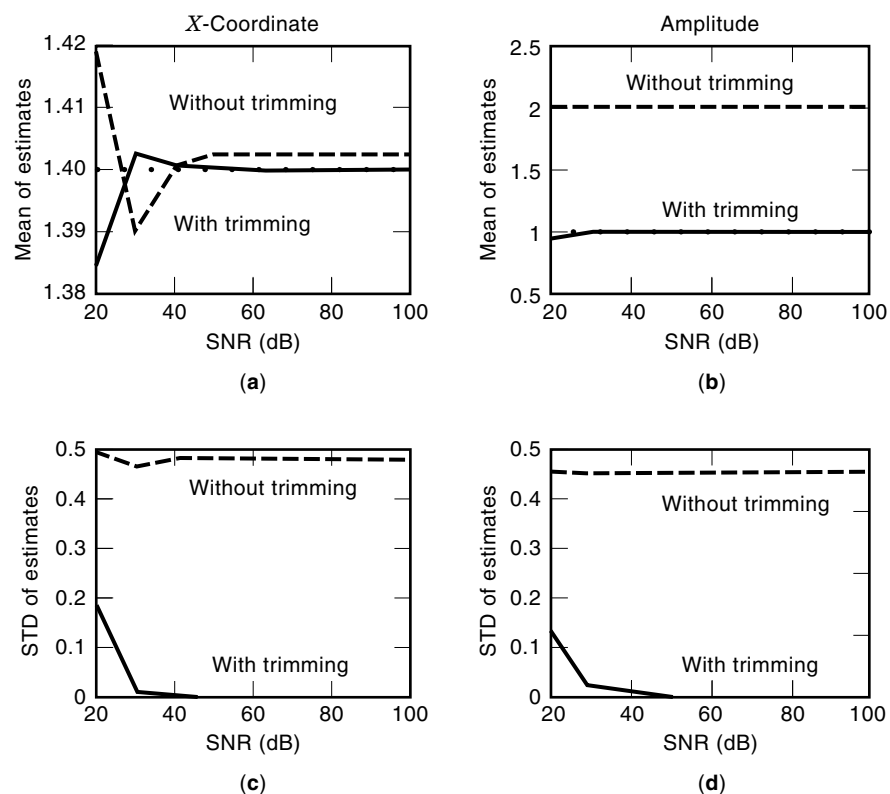 X-Coordinate
1.42
1.41
1.40
1.39
1.38
Mean of estimates
Without trimming
With trimming
20 40 60 80 100
SNR (dB)
(a)
Amplitude
2.5
2
1.5
1
0.5
Mean of estimates
Without trimming
With trimming
20 40 60 80 100
SNR (dB)
(b)
0.5
0.4
0.3
0.2
0.1
0
STD of estimates
Without trimming
With trimming
20 40 60 80 100
SNR (dB)
(c)
0.5
0.4
0.3
0.2
0.1
0
STD of estimates
Without trimming
With trimming
20 40 60 80 100
SNR (dB)
(d)